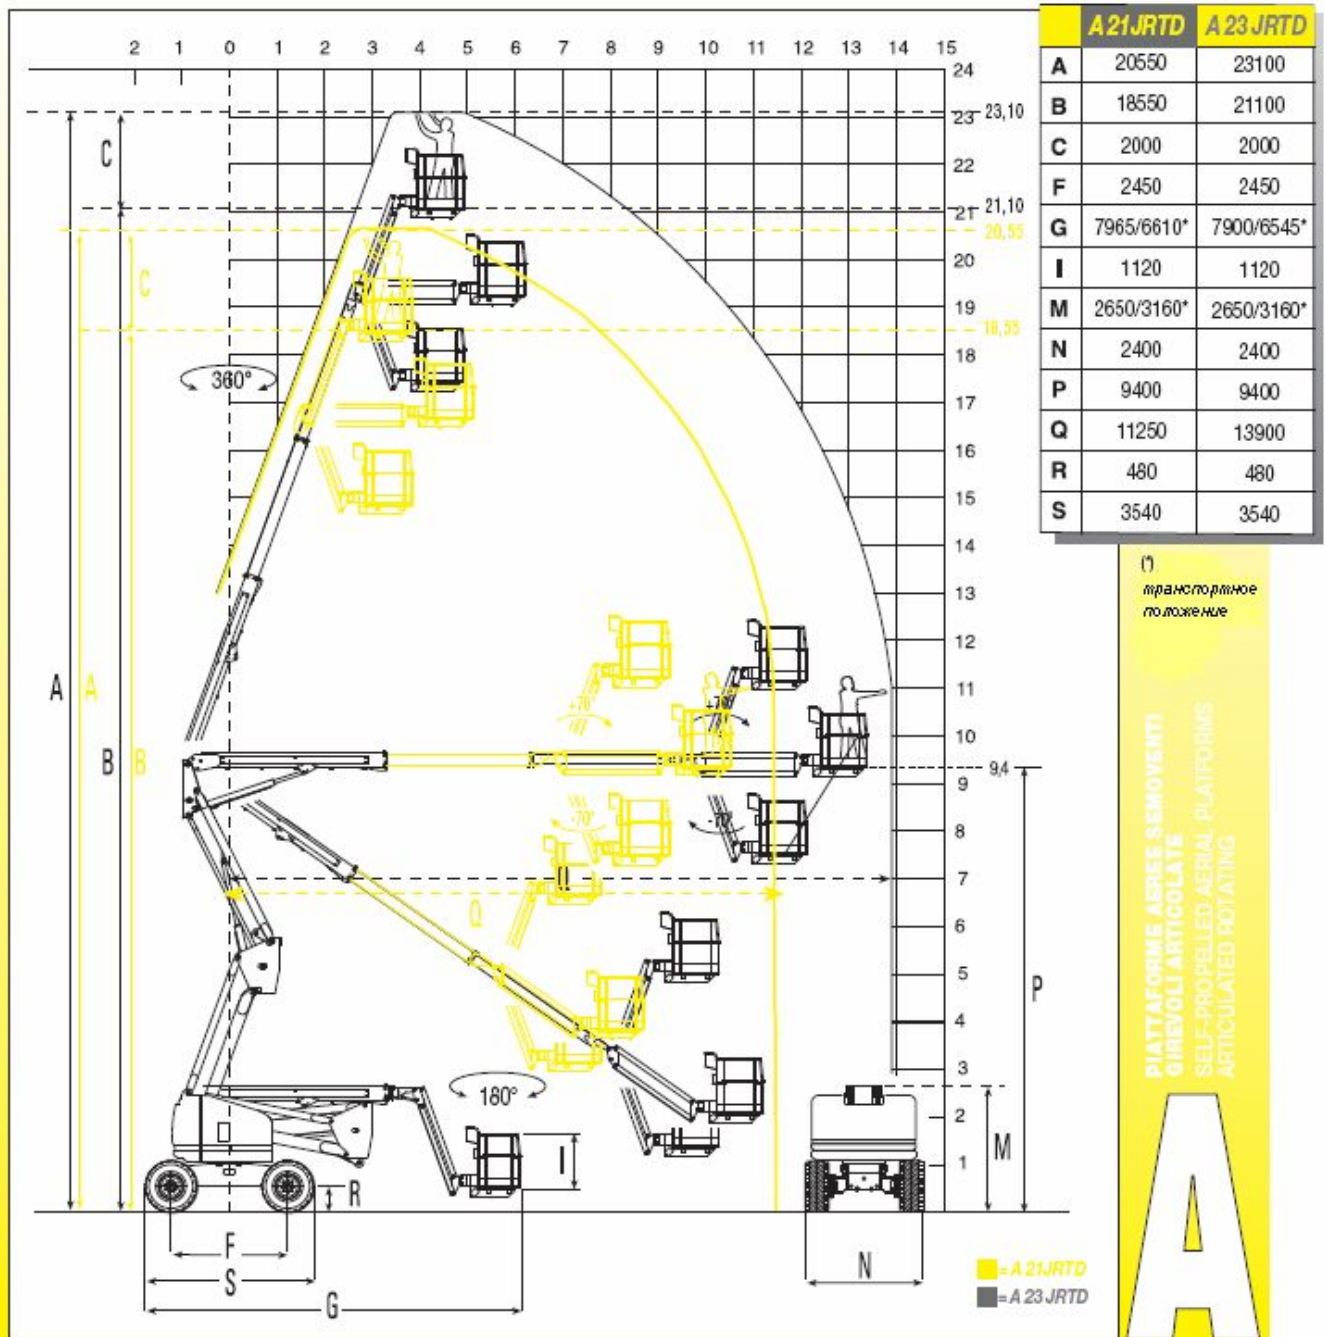 A21JRTD A23JRTD
A 20550 23100
B 18550 21100
C 2000 2000
F 2450 2450
G 7965/6610* 7900/6545*
I 1120 1120
M 2650/3160* 2650/3160*
N 2400 2400
P 9400 9400
Q 11250 13900
R 480 480
S 3540 3540
(*)
транспортное
положение
2 1 0 1 2 3 4 5 6 7 8 9 10 11 12 13 14 15
24
23
23,10
22
21,10
21
20,55
20
19
18,55
18
17
16
15
14
13
12
11
10
9,4
9
8
7
6
5
4
3
2
1
C
C
360°
A
A
B
B
+70°
+70°
-70°
-70°
Q
P
180°
I
M
R
F
S
G
N
=A21JRTD
=A23JRTD
PIATTAFORME AEREE SEMOVENTI
GIREVOLI ARTICOLATE
SELF-PROPELLED AERIAL PLATFORMS
ARTICULATED ROTATING
A